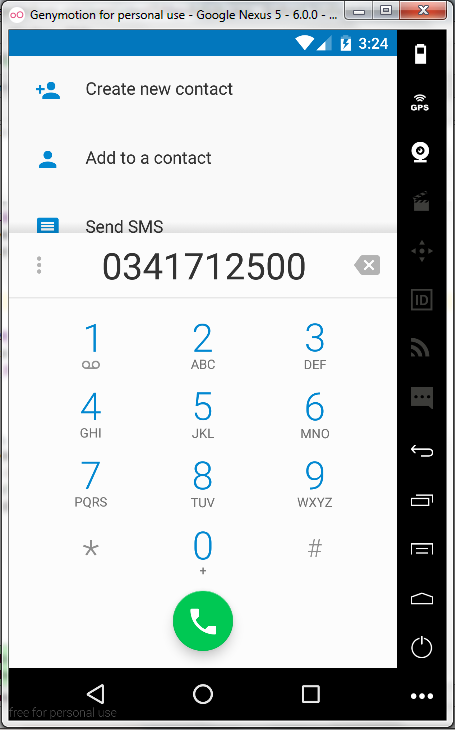 Genymotion for personal use - Google Nexus 5 - 6.0.0 - ...
3:24
GPS
Create new contact
Add to a contact
Send SMS
0341712500
ID
1
2
ABC
3
DEF
4
GHI
5
JKL
6
MNO
7
PQRS
8
TUV
9
WXYZ
*
0
+
#
free for personal use